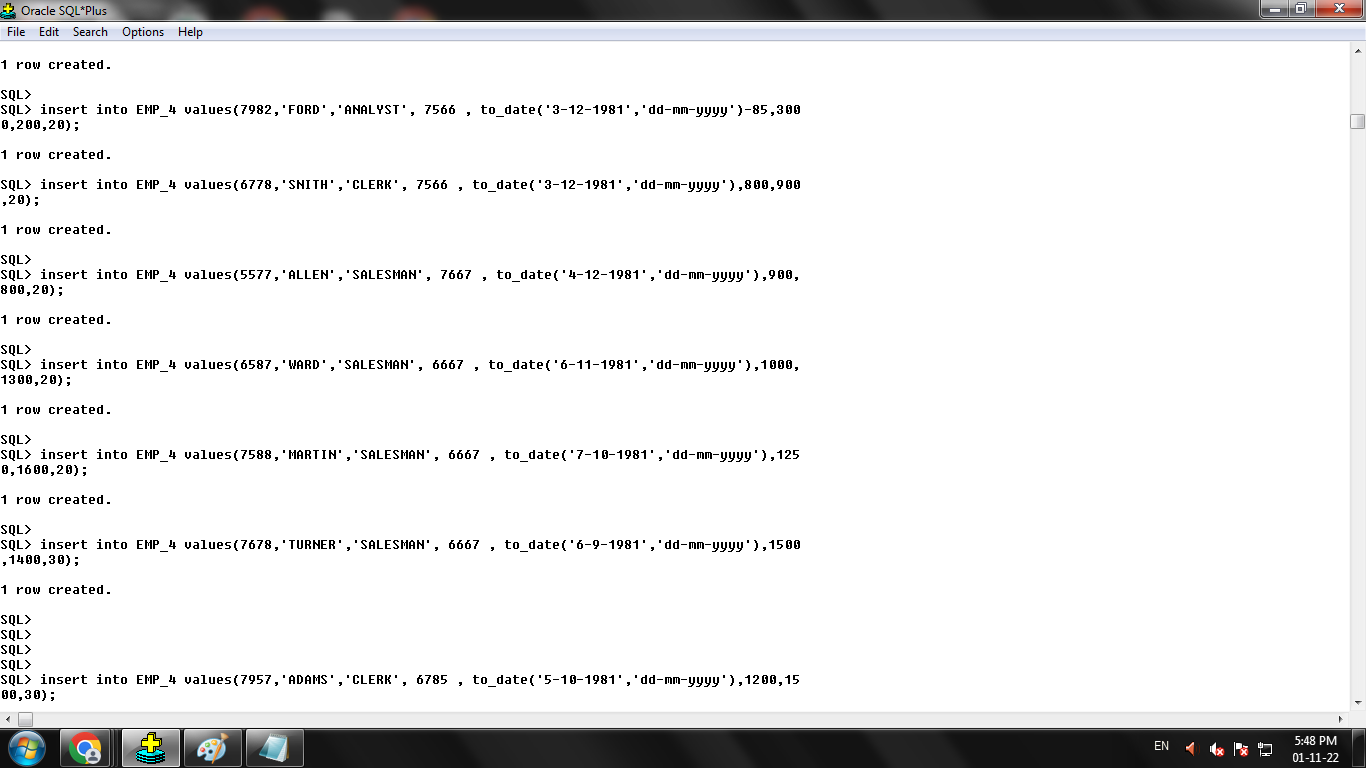 Oracle SQL*Plus
File Edit Search Options Help
1 row created.
SQL>
SQL> insert into EMP_4 values(7982,'FORD','ANALYST', 7566 , to_date('3-12-1981','dd-mm-yyyy')-85,300
0,200,20);
1 row created.
SQL> insert into EMP_4 values(6778,'SNITH','CLERK', 7566 , to_date('3-12-1981','dd-mm-yyyy'),800,900
,20);
1 row created.
SQL>
SQL> insert into EMP_4 values(5577,'ALLEN','SALESMAN', 7667 , to_date('4-12-1981','dd-mm-yyyy'),900,
800,20);
1 row created.
SQL>
SQL> insert into EMP_4 values(6587,'WARD','SALESMAN', 6667 , to_date('6-11-1981','dd-mm-yyyy'),1000,
1300,20);
1 row created.
SQL>
SQL> insert into EMP_4 values(7588,'MARTIN','SALESMAN', 6667 , to_date('7-10-1981','dd-mm-yyyy'),125
0,1600,20);
1 row created.
SQL>
SQL> insert into EMP_4 values(7678,'TURNER','SALESMAN', 6667 , to_date('6-9-1981','dd-mm-yyyy'),1500
,1400,30);
1 row created.
SQL>
SQL>
SQL>
SQL>
SQL> insert into EMP_4 values(7957,'ADAMS','CLERK', 6785 , to_date('5-10-1981','dd-mm-yyyy'),1200,15
00,30);
EN
5:48 PM
01-11-22